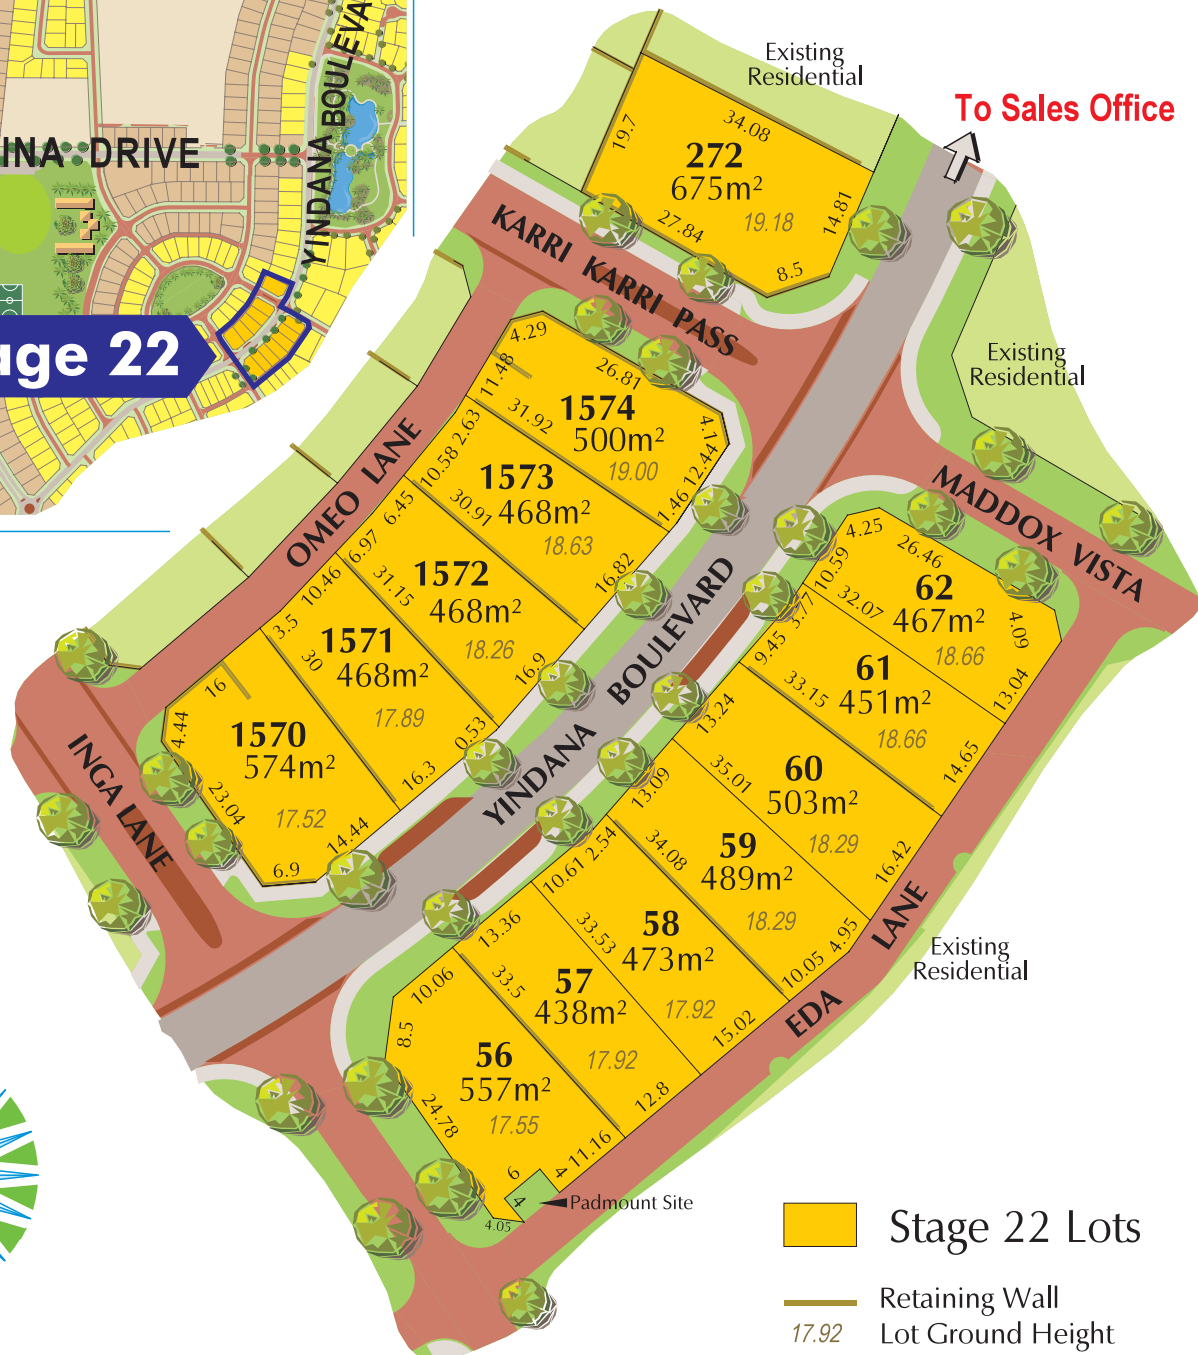 YINDANA BOULEVA
INA DRIVE
age 22
Existing
Residential
To Sales Office
34.08
19.7
272
675m²
19.18
27.84
14.81
8.5
KARRI KARRI PASS
Existing
Residential
4.29
11.48
26.81
1574
500m²
19.00
31.92
4.1
12.44
OMEO LANE
2.63
10.58
1573
468m²
18.63
30.91
1.46
16.82
6.45
6.97
1572
468m²
18.26
31.15
16.9
10.46
3.5
1571
468m²
17.89
30
0.53
16.3
16
4.44
1570
574m²
17.52
23.04
6.9
14.44
INGA LANE
YINDANA BOULEVARD
MADDOX VISTA
4.25
26.46
10.59
62
467m²
18.66
32.07
4.09
13.04
3.77
9.45
61
451m²
18.66
33.15
14.65
13.24
60
503m²
18.29
35.01
16.42
13.09
59
489m²
18.29
34.08
4.95
10.05
2.54
10.61
58
473m²
17.92
33.53
15.02
13.36
57
438m²
17.92
33.5
12.8
10.06
8.5
56
557m²
17.55
24.78
11.16
4
6
4
4.05
EDA LANE
Existing
Residential
Padmount Site
Stage 22 Lots
Retaining Wall
17.92 Lot Ground Height